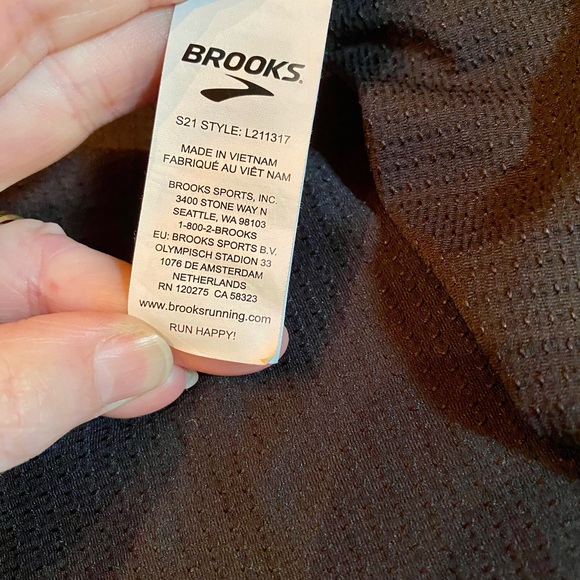 BROOKS
S21 STYLE: L211317
MADE IN VIETNAM
FABRIQUÉ AU VIÊT NAM
BROOKS SPORTS, INC.
3400 STONE WAY N
SEATTLE, WA 98103
1-800-2-BROOKS
EU: BROOKS SPORTS B.V.
OLYMPISCH STADION 33
1076 DE AMSTERDAM
NETHERLANDS
RN 120275 CA 58323
www.brooksrunning.com
RUN HAPPY!